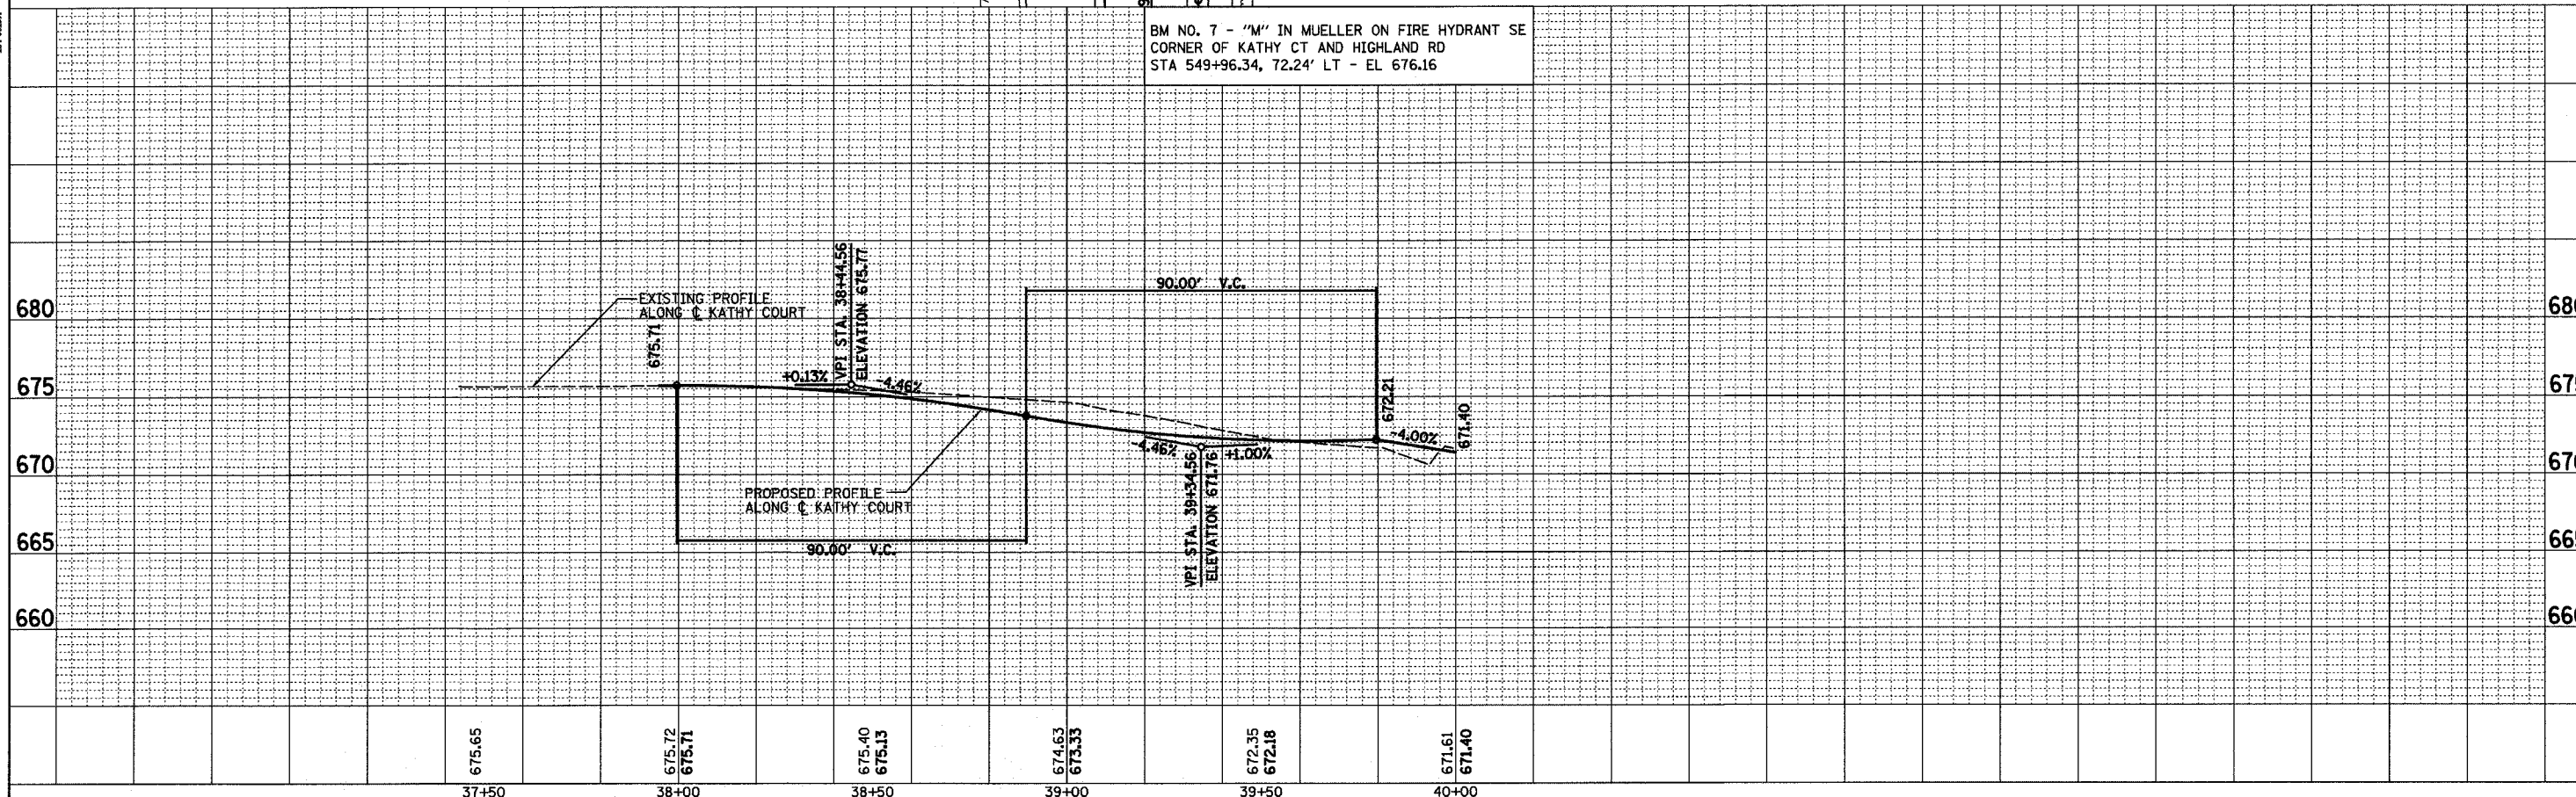 BM NO. 7 - "M" IN MUELLER ON FIRE HYDRANT SE
CORNER OF KATHY CT AND HIGHLAND RD
STA 549+96.34, 72.24' LT - EL 676.16
90.00' V.C.
VPI STA. 38+44.56
ELEVATION 675.77
EXISTING PROFILE
ALONG ℄ KATHY COURT
680
675.71
+0.13%
-4.46%
675
672.21
-4.00%
671.40
-4.46%
+1.00%
670
VPI STA. 39+34.56
ELEVATION 671.76
PROPOSED PROFILE
ALONG ℄ KATHY COURT
665
90.00' V.C.
660
675.65
675.72
675.71
675.40
675.13
674.63
673.33
672.35
672.18
671.61
671.40
37+50
38+00
38+50
39+00
39+50
40+00